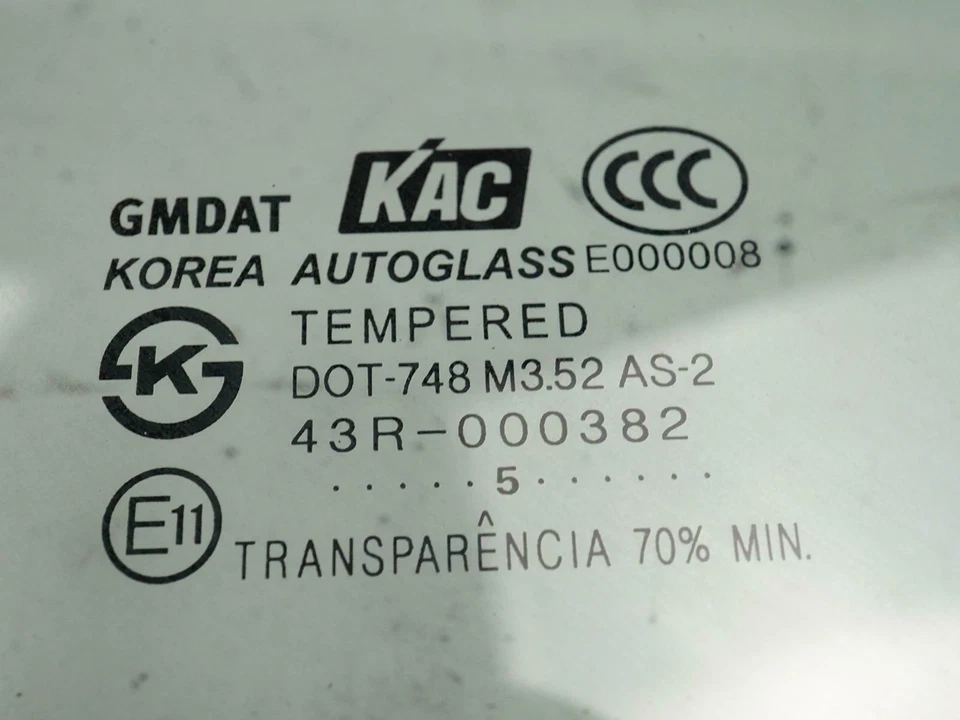 GMDAT KAC CCC
KOREA AUTOGLASS E000008
K TEMPERED
DOT-748 M3.52 AS-2
43R-000382
.....5......
E11 TRANSPARÊNCIA 70% MIN.